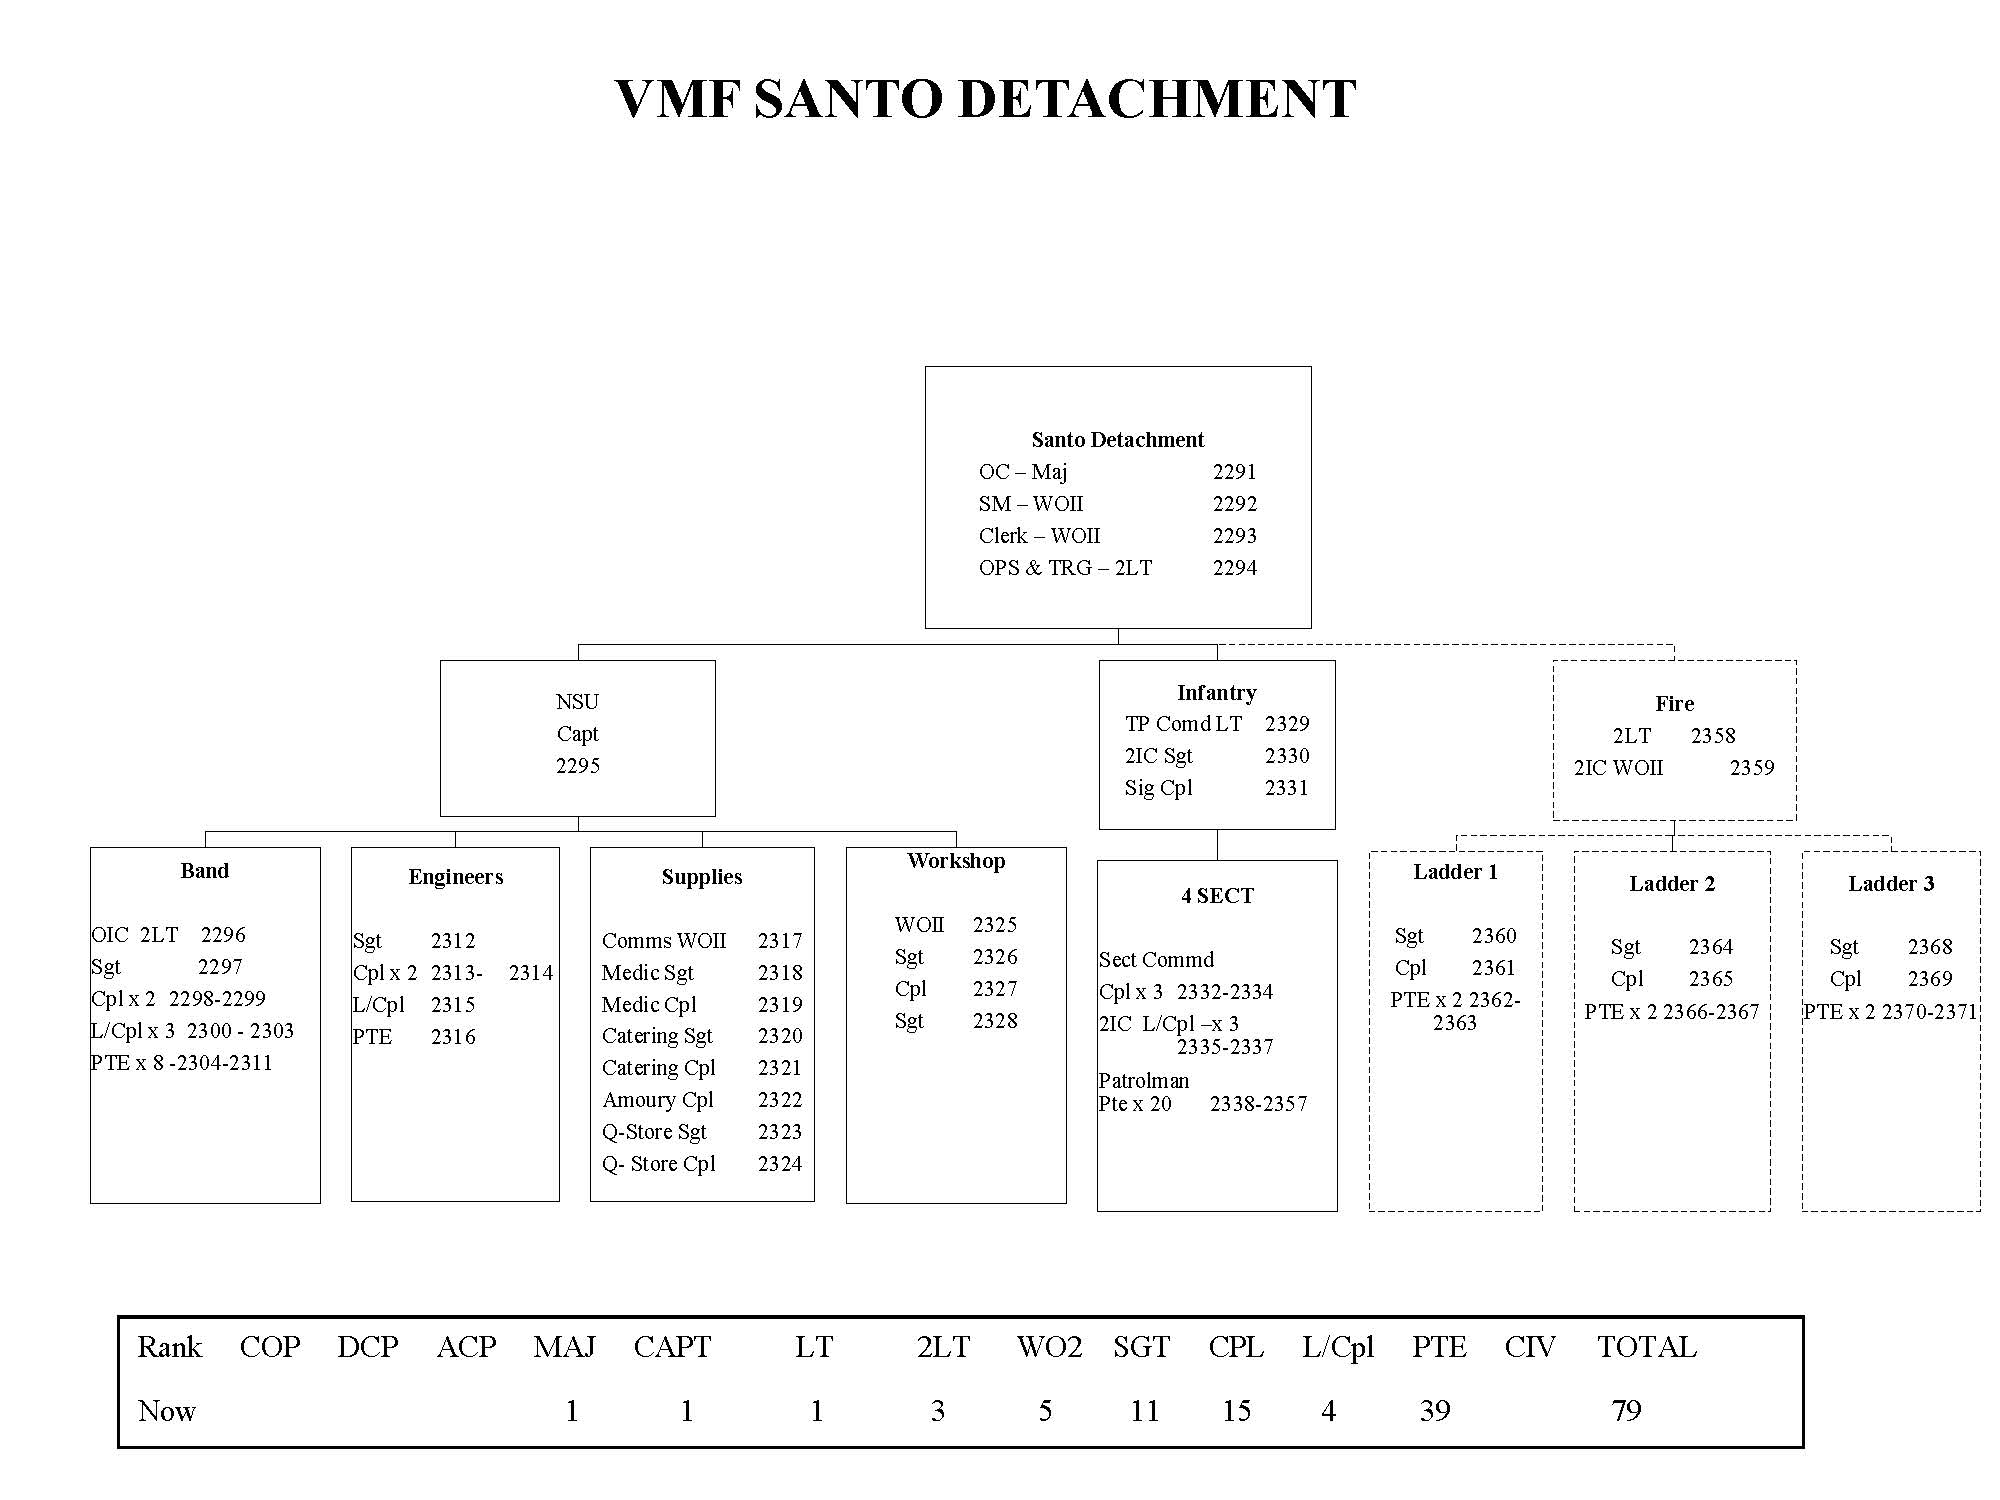 VMF SANTO DETACHMENT
Santo Detachment
OC – Maj 2291
SM – WOII 2292
Clerk – WOII 2293
OPS & TRG – 2LT 2294
NSU
Capt
2295
Infantry
TP Comd LT 2329
2IC Sgt 2330
Sig Cpl 2331
Fire
2LT 2358
2IC WOII 2359
Band
OIC 2LT 2296
Sgt 2297
Cpl x 2 2298-2299
L/Cpl x 3 2300 - 2303
PTE x 8 -2304-2311
Engineers
Sgt 2312
Cpl x 2 2313- 2314
L/Cpl 2315
PTE 2316
Supplies
Comms WOII 2317
Medic Sgt 2318
Medic Cpl 2319
Catering Sgt 2320
Catering Cpl 2321
Amoury Cpl 2322
Q-Store Sgt 2323
Q- Store Cpl 2324
Workshop
WOII 2325
Sgt 2326
Cpl 2327
Sgt 2328
4 SECT
Sect Commd
Cpl x 3 2332-2334
2IC L/Cpl –x 3
2335-2337
Patrolman
Pte x 20 2338-2357
Ladder 1
Sgt 2360
Cpl 2361
PTE x 2 2362-
2363
Ladder 2
Sgt 2364
Cpl 2365
PTE x 2 2366-2367
Ladder 3
Sgt 2368
Cpl 2369
PTE x 2 2370-2371
Rank COP DCP ACP MAJ CAPT LT 2LT WO2 SGT CPL L/Cpl PTE CIV TOTAL
Now 1 1 1 3 5 11 15 4 39 79